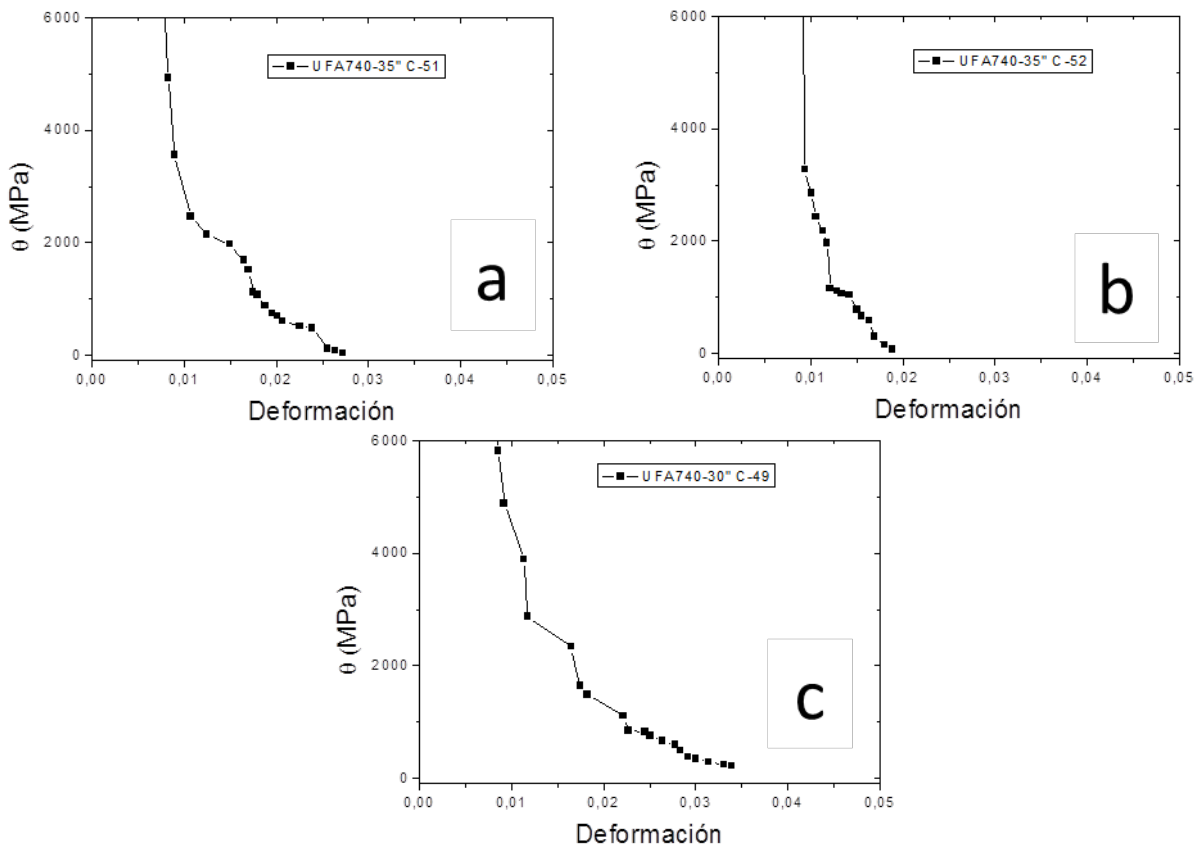 6000
4000
2000
0
θ (MPa)
UFA740-35" C-51
a
0,00 0,01 0,02 0,03 0,04 0,05
Deformación
6000
4000
2000
0
θ (MPa)
UFA740-35" C-52
b
0,00 0,01 0,02 0,03 0,04 0,05
Deformación
6000
4000
2000
0
θ (MPa)
UFA740-30" C-49
c
0,00 0,01 0,02 0,03 0,04 0,05
Deformación